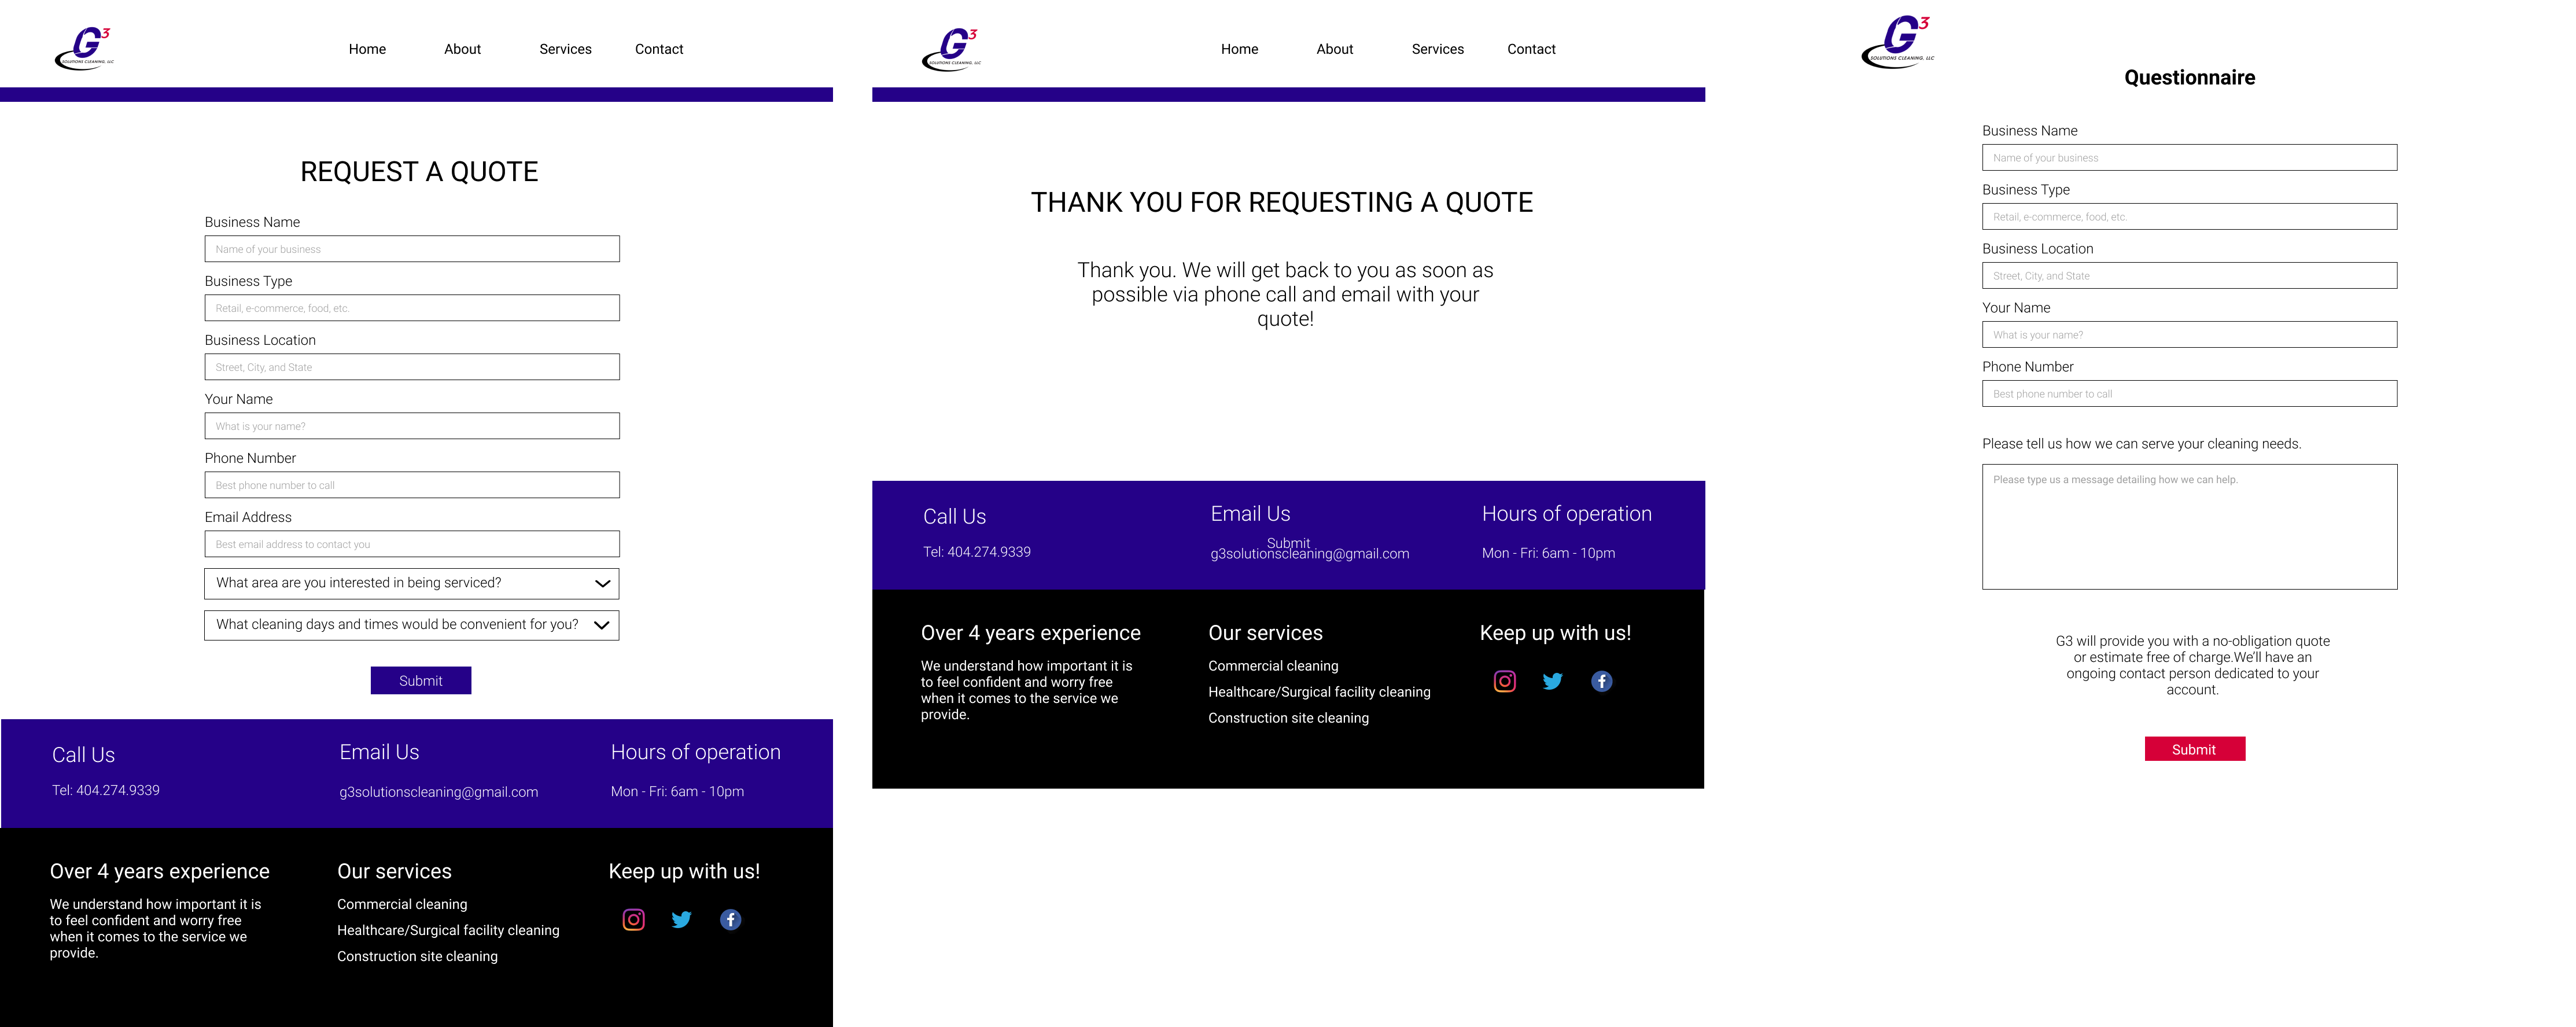 G3
SOLUTIONS CLEANING, LLC
Home
About
Services
Contact
REQUEST A QUOTE
Business Name
Name of your business
Business Type
Retail, e-commerce, food, etc.
Business Location
Street, City, and State
Your Name
What is your name?
Phone Number
Best phone number to call
Email Address
Best email address to contact you
What area are you interested in being serviced?
What cleaning days and times would be convenient for you?
Submit
Call Us
Tel: 404.274.9339
Email Us
g3solutionscleaning@gmail.com
Hours of operation
Mon - Fri: 6am - 10pm
Over 4 years experience
We understand how important it is
to feel confident and worry free
when it comes to the service we
provide.
Our services
Commercial cleaning
Healthcare/Surgical facility cleaning
Construction site cleaning
Keep up with us!
G3
SOLUTIONS CLEANING, LLC
Home
About
Services
Contact
THANK YOU FOR REQUESTING A QUOTE
Thank you. We will get back to you as soon as
possible via phone call and email with your
quote!
Call Us
Tel: 404.274.9339
Email Us
Submit
g3solutionscleaning@gmail.com
Hours of operation
Mon - Fri: 6am - 10pm
Over 4 years experience
We understand how important it is
to feel confident and worry free
when it comes to the service we
provide.
Our services
Commercial cleaning
Healthcare/Surgical facility cleaning
Construction site cleaning
Keep up with us!
G3
SOLUTIONS CLEANING, LLC
Questionnaire
Business Name
Name of your business
Business Type
Retail, e-commerce, food, etc.
Business Location
Street, City, and State
Your Name
What is your name?
Phone Number
Best phone number to call
Please tell us how we can serve your cleaning needs.
Please type us a message detailing how we can help.
G3 will provide you with a no-obligation quote
or estimate free of charge.We'll have an
ongoing contact person dedicated to your
account.
Submit